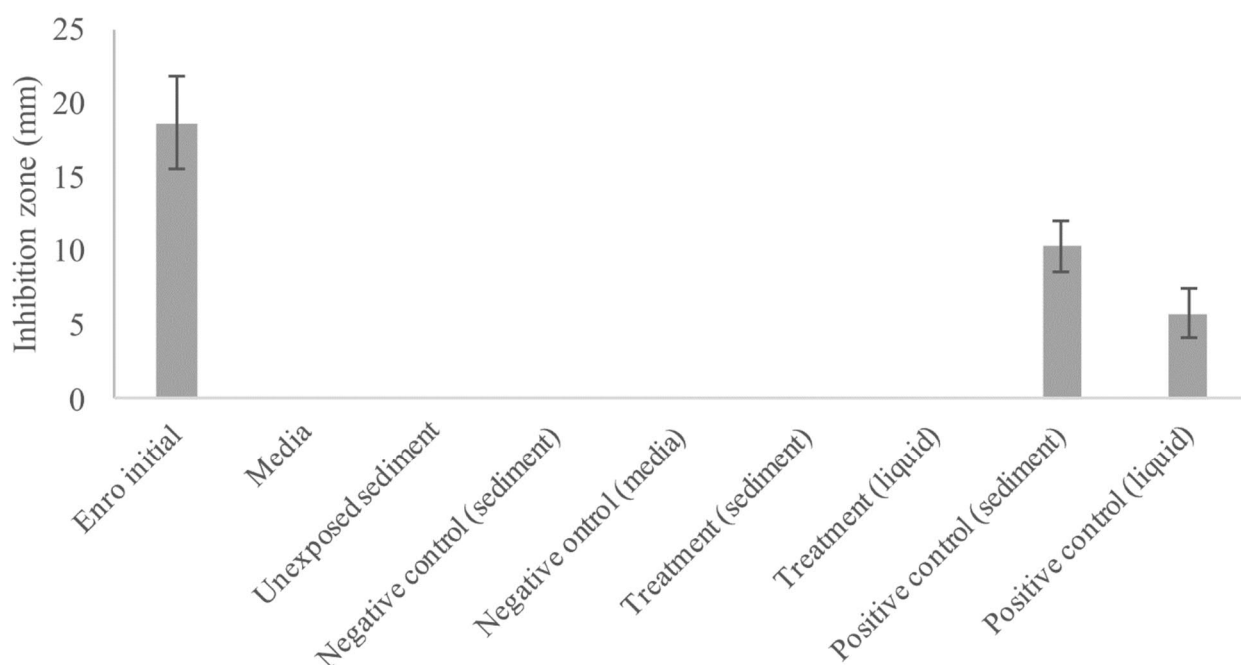 25
20
15
10
5
0
Inhibition zone (mm)
Enro initial
Media
Unexposed sediment
Negative control (sediment)
Negative ontrol (media)
Treatment (sediment)
Treatment (liquid)
Positive control (sediment)
Positive control (liquid)